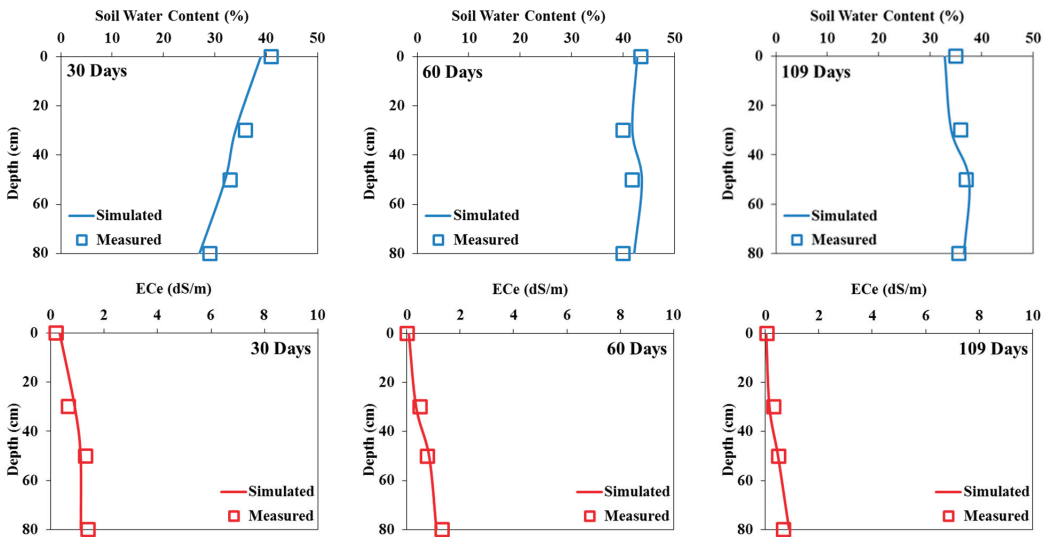 Soil Water Content (%)
0 10 20 30 40 50
0
20
40
60
80
Depth (cm)
30 Days
Simulated
Measured
Soil Water Content (%)
0 10 20 30 40 50
0
20
40
60
80
Depth (cm)
60 Days
Simulated
Measured
Soil Water Content (%)
0 10 20 30 40 50
0
20
40
60
80
Depth (cm)
109 Days
Simulated
Measured
ECe (dS/m)
0 2 4 6 8 10
0
20
40
60
80
Depth (cm)
30 Days
Simulated
Measured
ECe (dS/m)
0 2 4 6 8 10
0
20
40
60
80
Depth (cm)
60 Days
Simulated
Measured
ECe (dS/m)
0 2 4 6 8 10
0
20
40
60
80
Depth (cm)
109 Days
Simulated
Measured